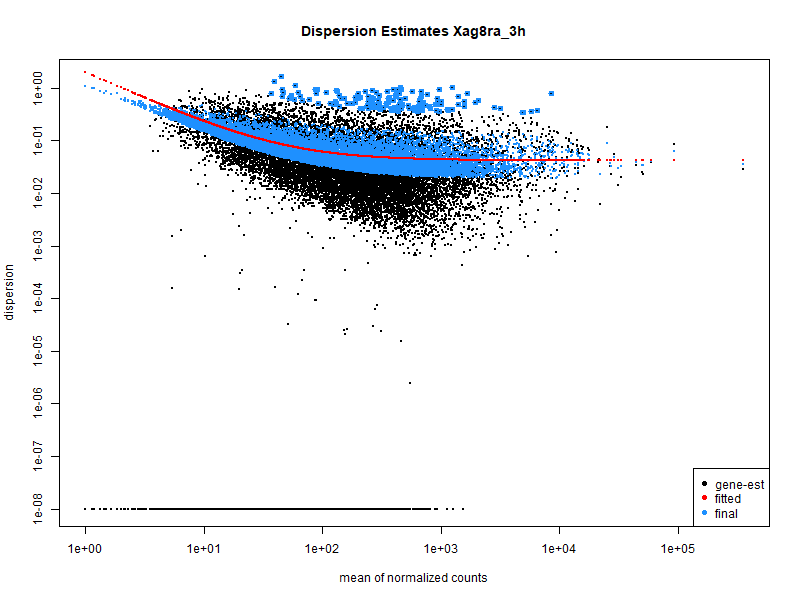 Dispersion Estimates Xag8ra_3h
dispersion
1e+00
1e-01
1e-02
1e-03
1e-04
1e-05
1e-06
1e-07
1e-08
gene-est
fitted
final
1e+00 1e+01 1e+02 1e+03 1e+04 1e+05
mean of normalized counts